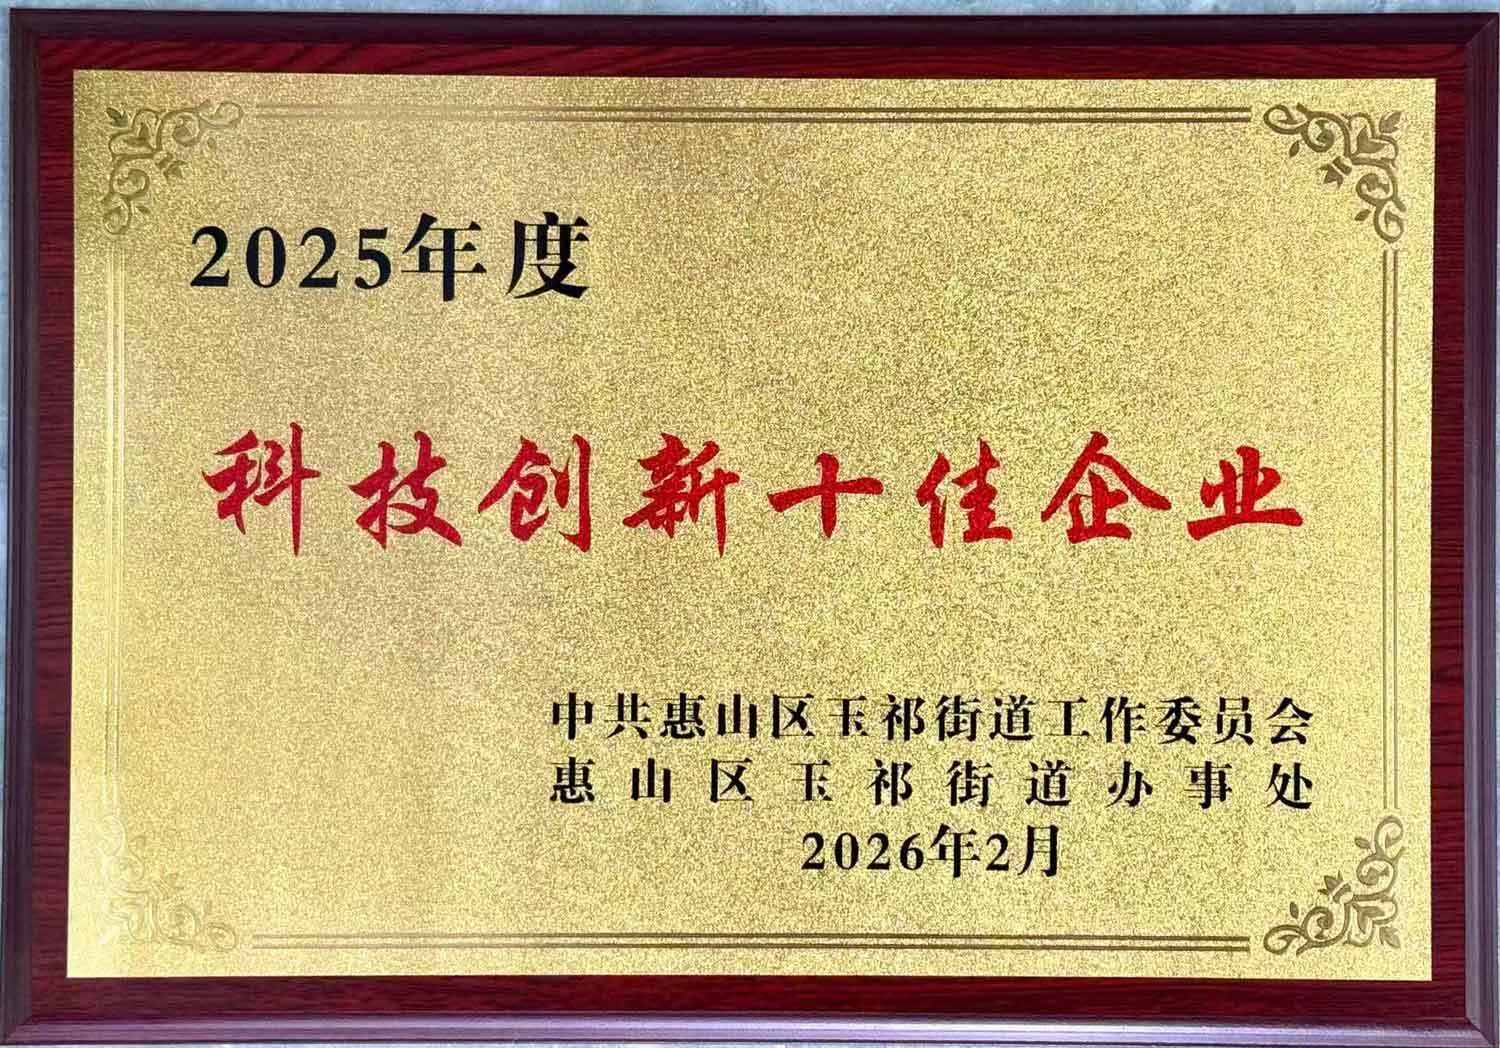 2025年度
科技创新十佳企业
中共惠山区玉祁街道工作委员会
惠山区玉祁街道办事处
2026年2月